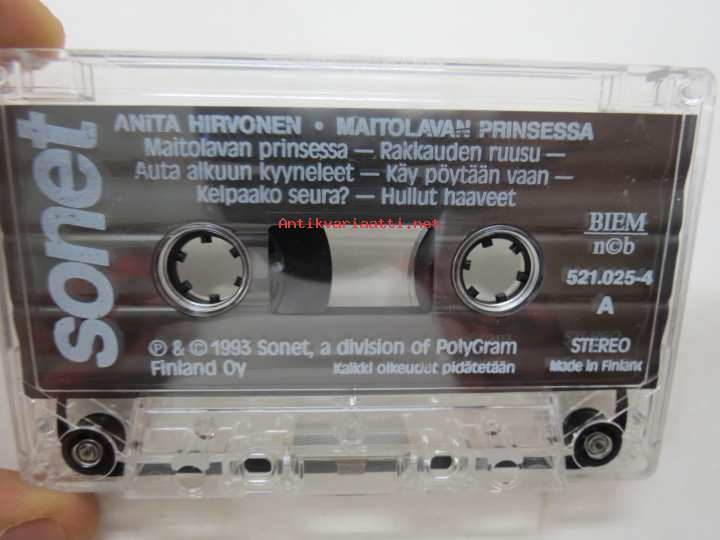 sonet
ANITA HIRVONEN • MAITOLAVAN PRINSESSA
Maitolavan prinsessa — Rakkauden ruusu —
Auta alkuun kyyneleet — Käy pöytään vaan —
Kelpaako seura? — Hullut haaveet
Antikvariaatti.net
BIEM
n©b
521.025-4
A
STEREO
Made in Finland
℗ & © 1993 Sonet, a division of PolyGram
Finland Oy
Kaikki oikeudet pidätetään